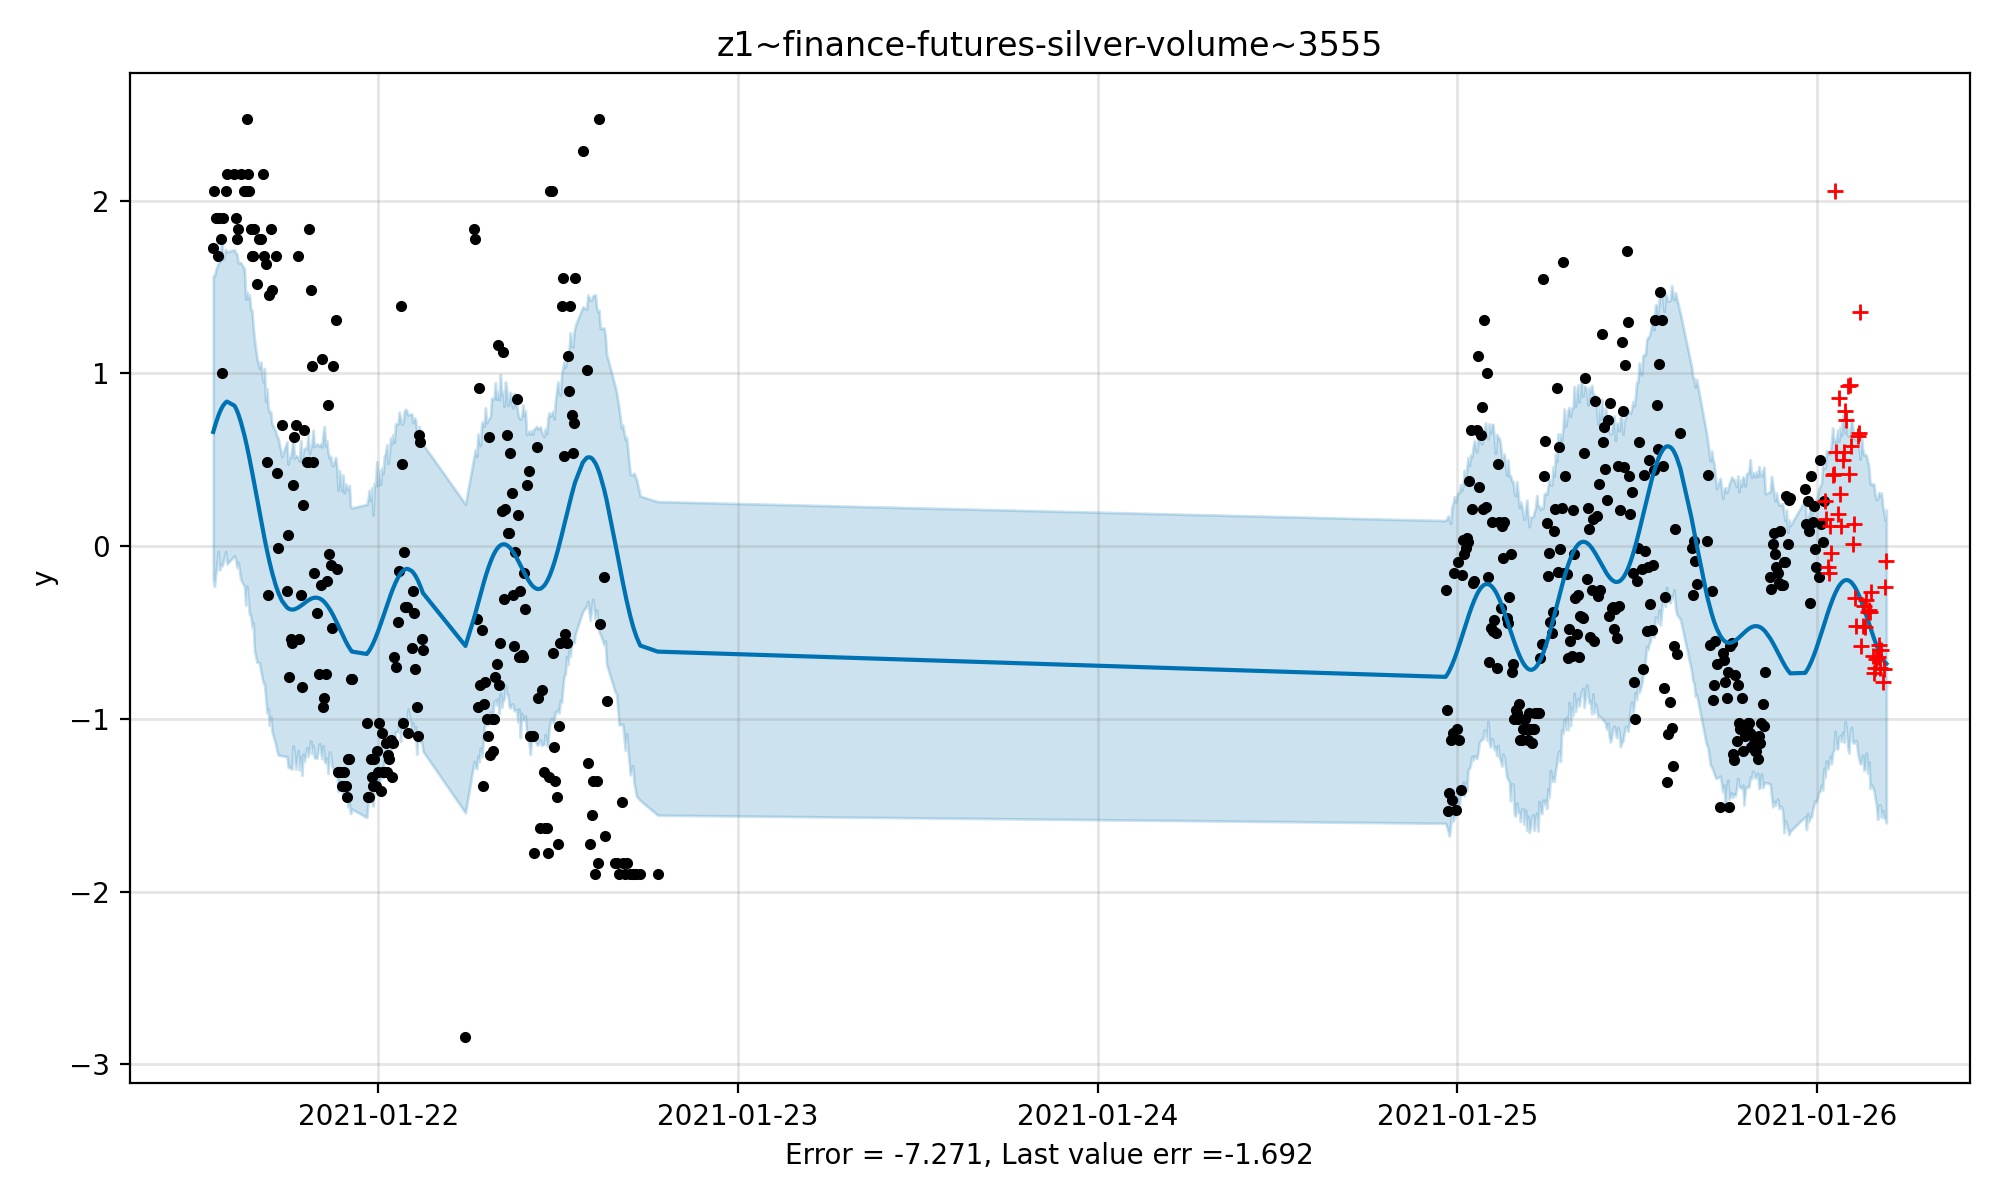 z1~finance-futures-silver-volume~3555
y
2
1
0
−1
−2
−3
2021-01-22 2021-01-23 2021-01-24 2021-01-25 2021-01-26
Error = -7.271, Last value err =-1.692